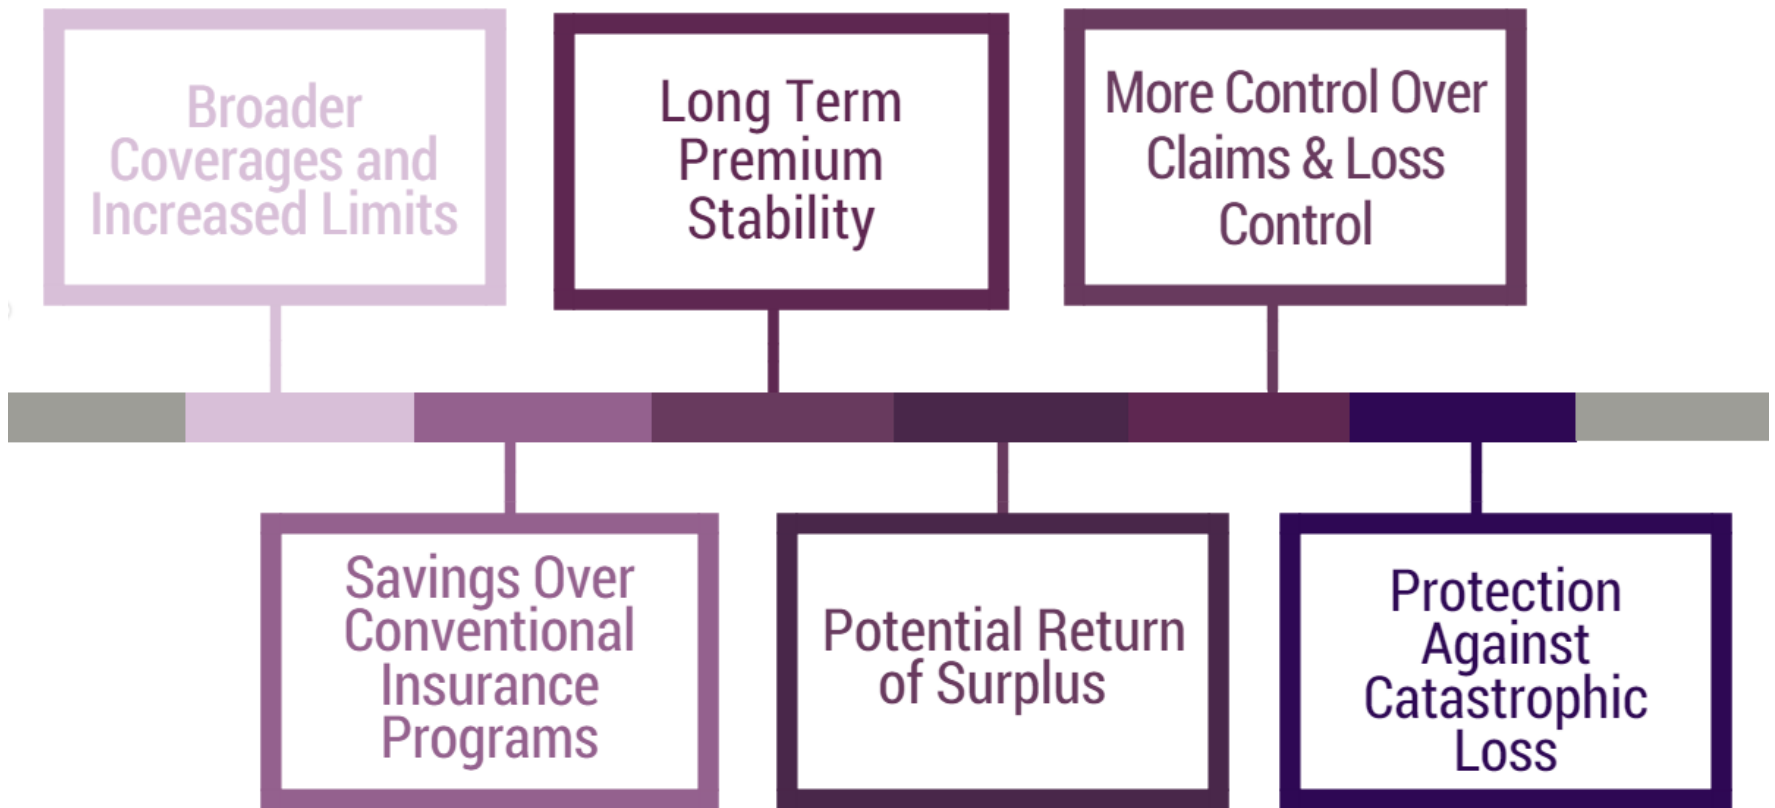 Broader
Coverages and
Increased Limits
Long Term
Premium
Stability
More Control Over
Claims & Loss
Control
Savings Over
Conventional
Insurance
Programs
Potential Return
of Surplus
Protection
Against
Catastrophic
Loss